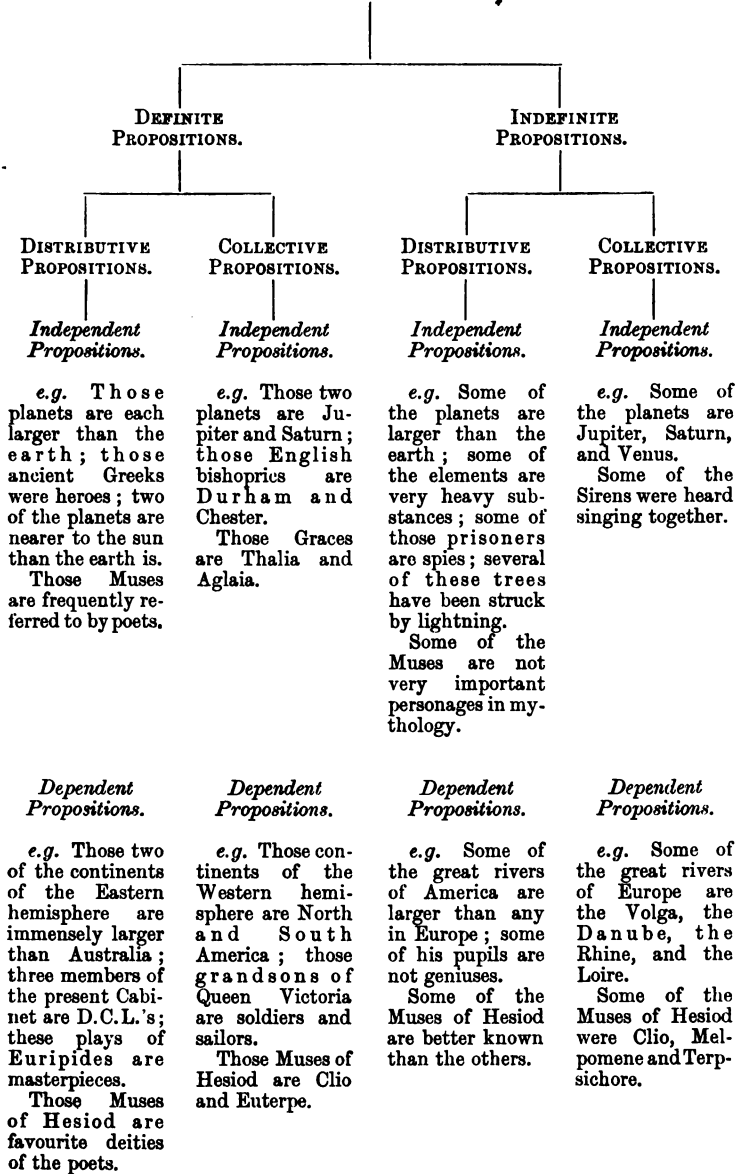 DEFINITE
PROPOSITIONS.
INDEFINITE
PROPOSITIONS.
DISTRIBUTIVE
PROPOSITIONS.
COLLECTIVE
PROPOSITIONS.
DISTRIBUTIVE
PROPOSITIONS.
COLLECTIVE
PROPOSITIONS.
Independent
Propositions.
e.g. Those
planets are each
larger than the
earth; those
ancient Greeks
were heroes; two
of the planets are
nearer to the sun
than the earth is.
Those Muses
are frequently re-
ferred to by poets.
Independent
Propositions.
e.g. Those two
planets are Ju-
piter and Saturn;
those English
bishoprics are
Durham and
Chester.
Those Graces
are Thalia and
Aglaia.
Independent
Propositions.
e.g. Some of
the planets are
larger than the
earth; some of
the elements are
very heavy sub-
stances; some of
those prisoners
are spies; several
of these trees
have been struck
by lightning.
Some of the
Muses are not
very important
personages in my-
thology.
Independent
Propositions.
e.g. Some of
the planets are
Jupiter, Saturn,
and Venus.
Some of the
Sirens were heard
singing together.
Dependent
Propositions.
e.g. Those two
of the continents
of the Eastern
hemisphere are
immensely larger
than Australia;
three members of
the present Cabi-
net are D.C.L.'s;
these plays of
Euripides are
masterpieces.
Those Muses
of Hesiod are
favourite deities
of the poets.
Dependent
Propositions.
e.g. Those con-
tinents of the
Western hemi-
sphere are North
and South
America; those
grandsons of
Queen Victoria
are soldiers and
sailors.
Those Muses of
Hesiod are Clio
and Euterpe.
Dependent
Propositions.
e.g. Some of
the great rivers
of America are
larger than any
in Europe; some
of his pupils are
not geniuses.
Some of the
Muses of Hesiod
are better known
than the others.
Dependent
Propositions.
e.g. Some of
the great rivers
of Europe are
the Volga, the
Danube, the
Rhine, and the
Loire.
Some of the
Muses of Hesiod
were Clio, Mel-
pomene and Terp-
sichore.